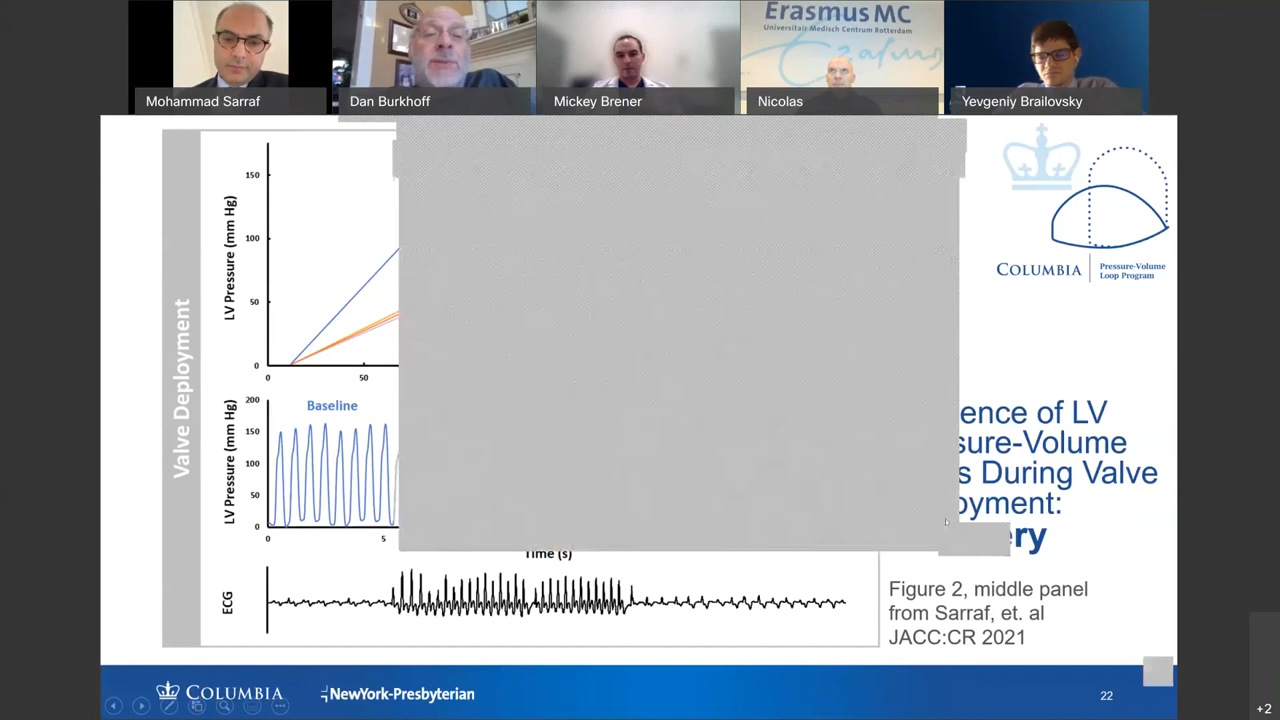 Erasmus MC
Universitair Medisch Centrum Rotterdam
Mohammad Sarraf
Dan Burkhoff
Mickey Brener
Nicolas
Yevgeniy Brailovsky
Valve Deployment
LV Pressure (mm Hg)
150
100
50
0
0
50
LV Pressure (mm Hg)
200
150
100
50
0
Baseline
0
5
Time (s)
ECG
COLUMBIA
Pressure-Volume
Loop Program
ence of LV
sure-Volume
s During Valve
oyment:
ery
Figure 2, middle panel
from Sarraf, et. al
JACC:CR 2021
COLUMBIA
NewYork-Presbyterian
22
+2